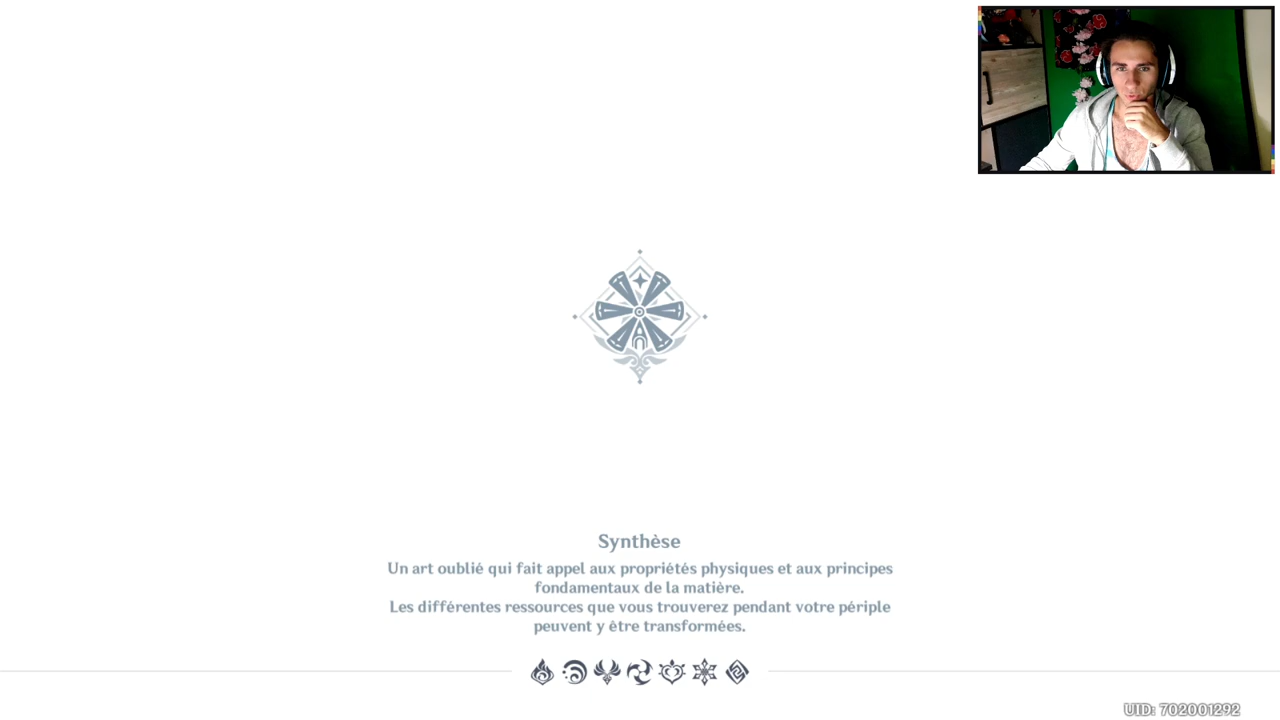 Synthèse
Un art oublié qui fait appel aux propriétés physiques et aux principes
fondamentaux de la matière.
Les différentes ressources que vous trouverez pendant votre périple
peuvent y être transformées.
UID: 702001292